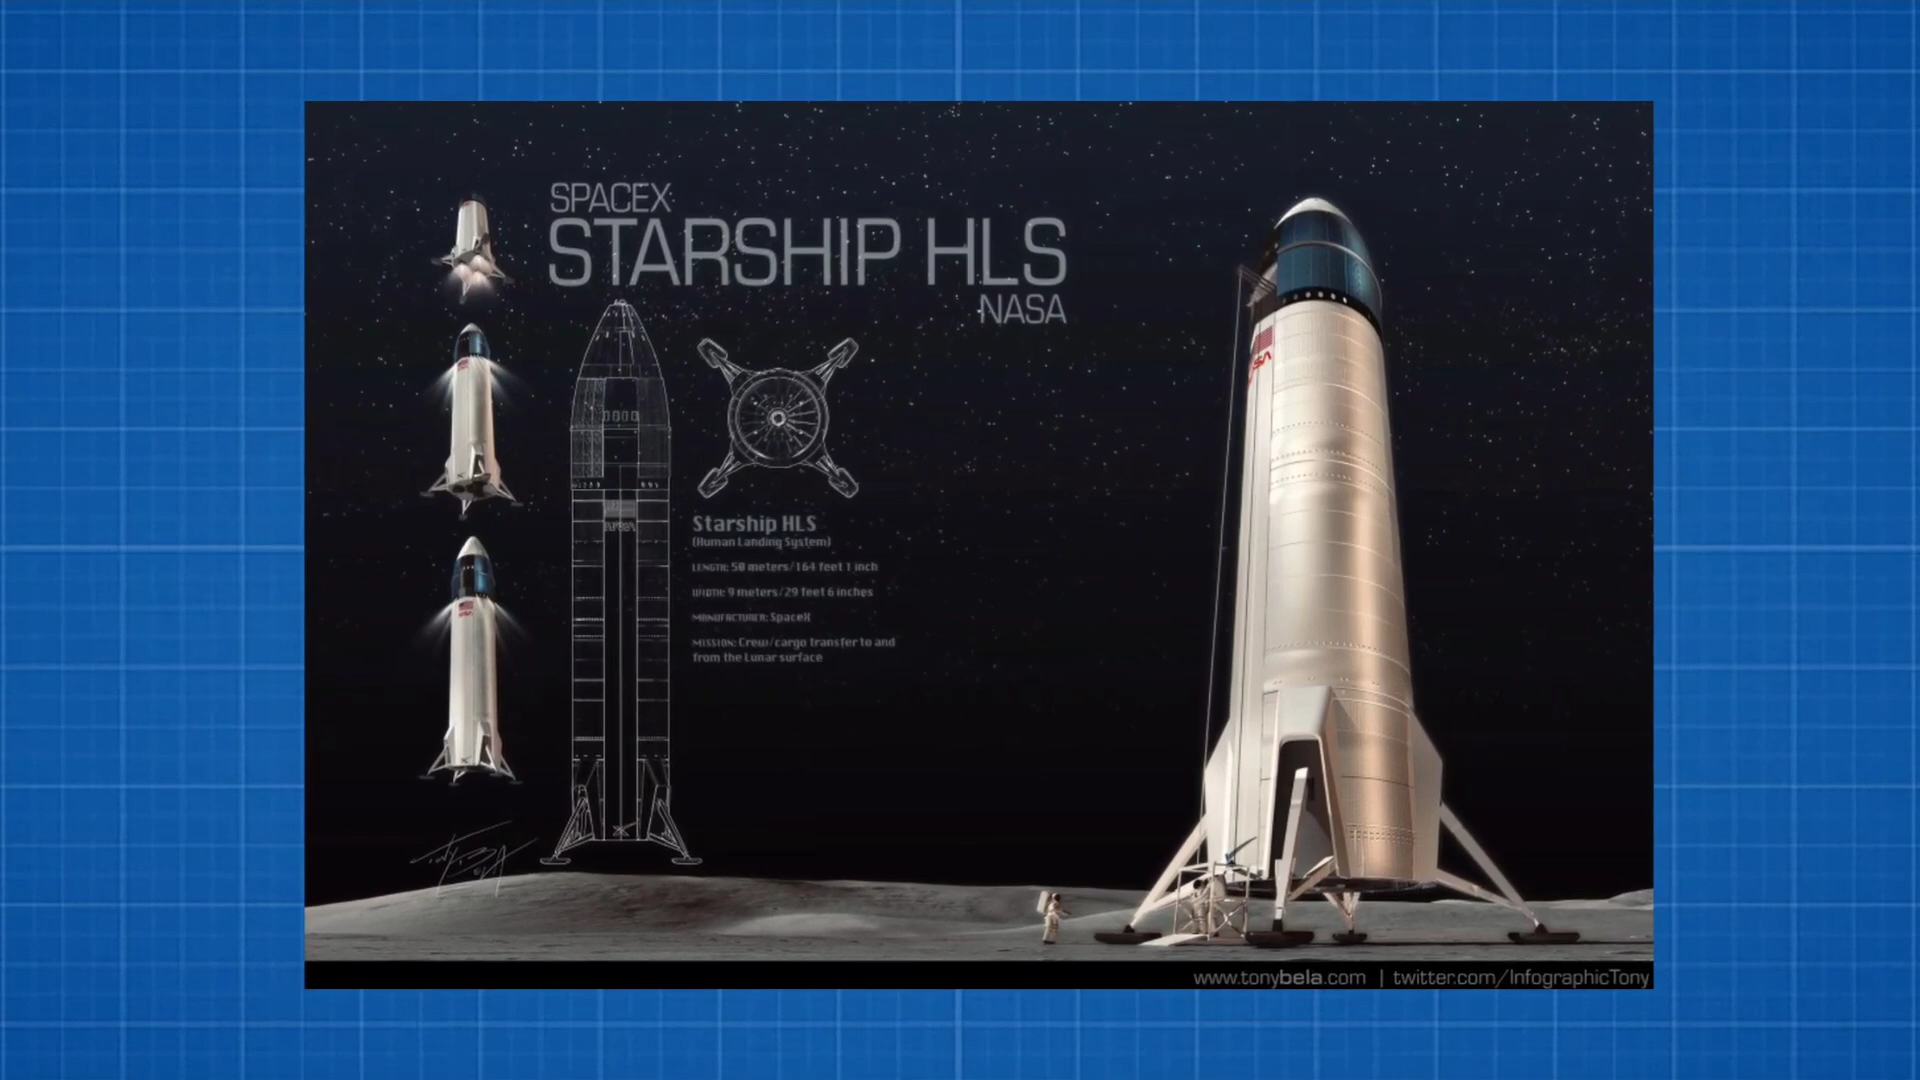 SPACEX
STARSHIP HLS
NASA
Starship HLS
(Human Landing System)
LENGTH: 50 meters/164 feet 1 inch
WIDTH: 9 meters/29 feet 6 inches
MANUFACTURER: SpaceX
MISSION: Crew/cargo transfer to and
from the Lunar surface
www.tonybela.com | twitter.com/InfographicTony